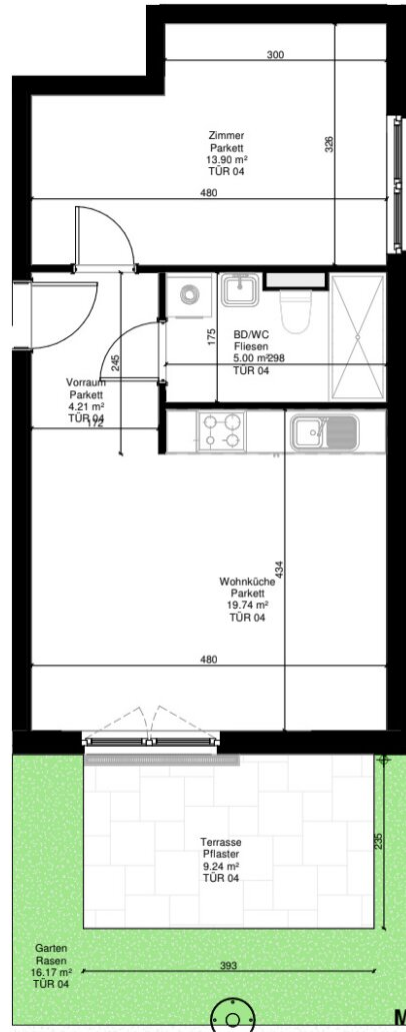 300
Zimmer
Parkett
13.90 m²
TÜR 04
326
480
175
BD/WC
Fliesen
5.00 m²
298
TÜR 04
245
Vorraum
Parkett
4.21 m²
TÜR 04
172
434
Wohnküche
Parkett
19.74 m²
TÜR 04
480
Terrasse
Pflaster
9.24 m²
TÜR 04
235
Garten
Rasen
16.17 m²
TÜR 04
393
M